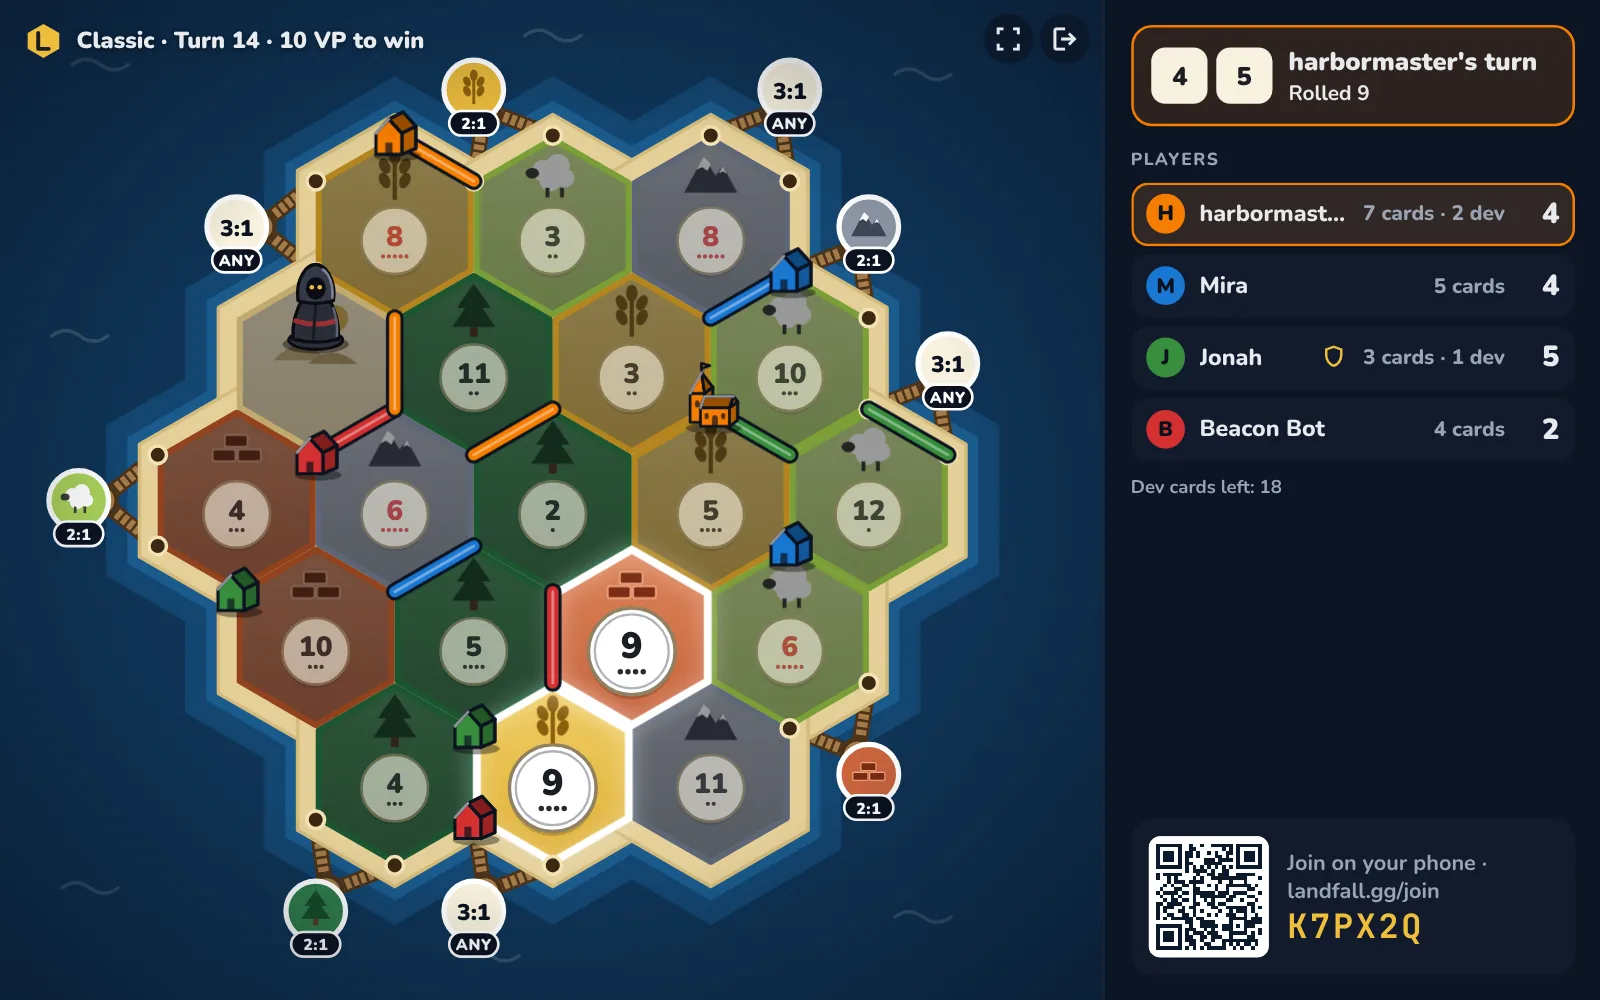 L Classic · Turn 14 · 10 VP to win
2:1
3:1
ANY
3:1
ANY
2:1
3:1
ANY
2:1
2:1
2:1
3:1
ANY
8
3
8
11
3
10
4
6
2
5
12
10
5
9
6
4
9
11
4 5
harbormaster's turn
Rolled 9
PLAYERS
H harbormast... 7 cards · 2 dev 4
M Mira 5 cards 4
J Jonah 3 cards · 1 dev 5
B Beacon Bot 4 cards 2
Dev cards left: 18
Join on your phone ·
landfall.gg/join
K7PX2Q